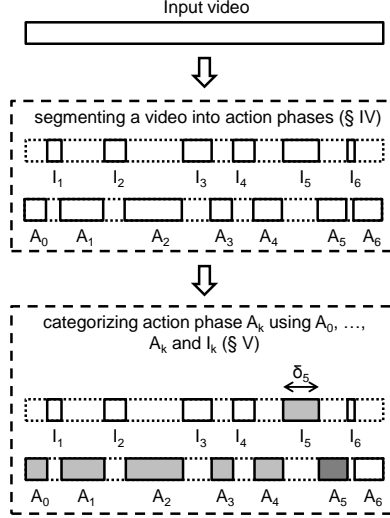 Input video
segmenting a video into action phases (§ IV)
I1 I2 I3 I4 I5 I6
A0 A1 A2 A3 A4 A5 A6
categorizing action phase Ak using A0, …,
Ak and Ik (§ V)
δ5
I1 I2 I3 I4 I5 I6
A0 A1 A2 A3 A4 A5 A6